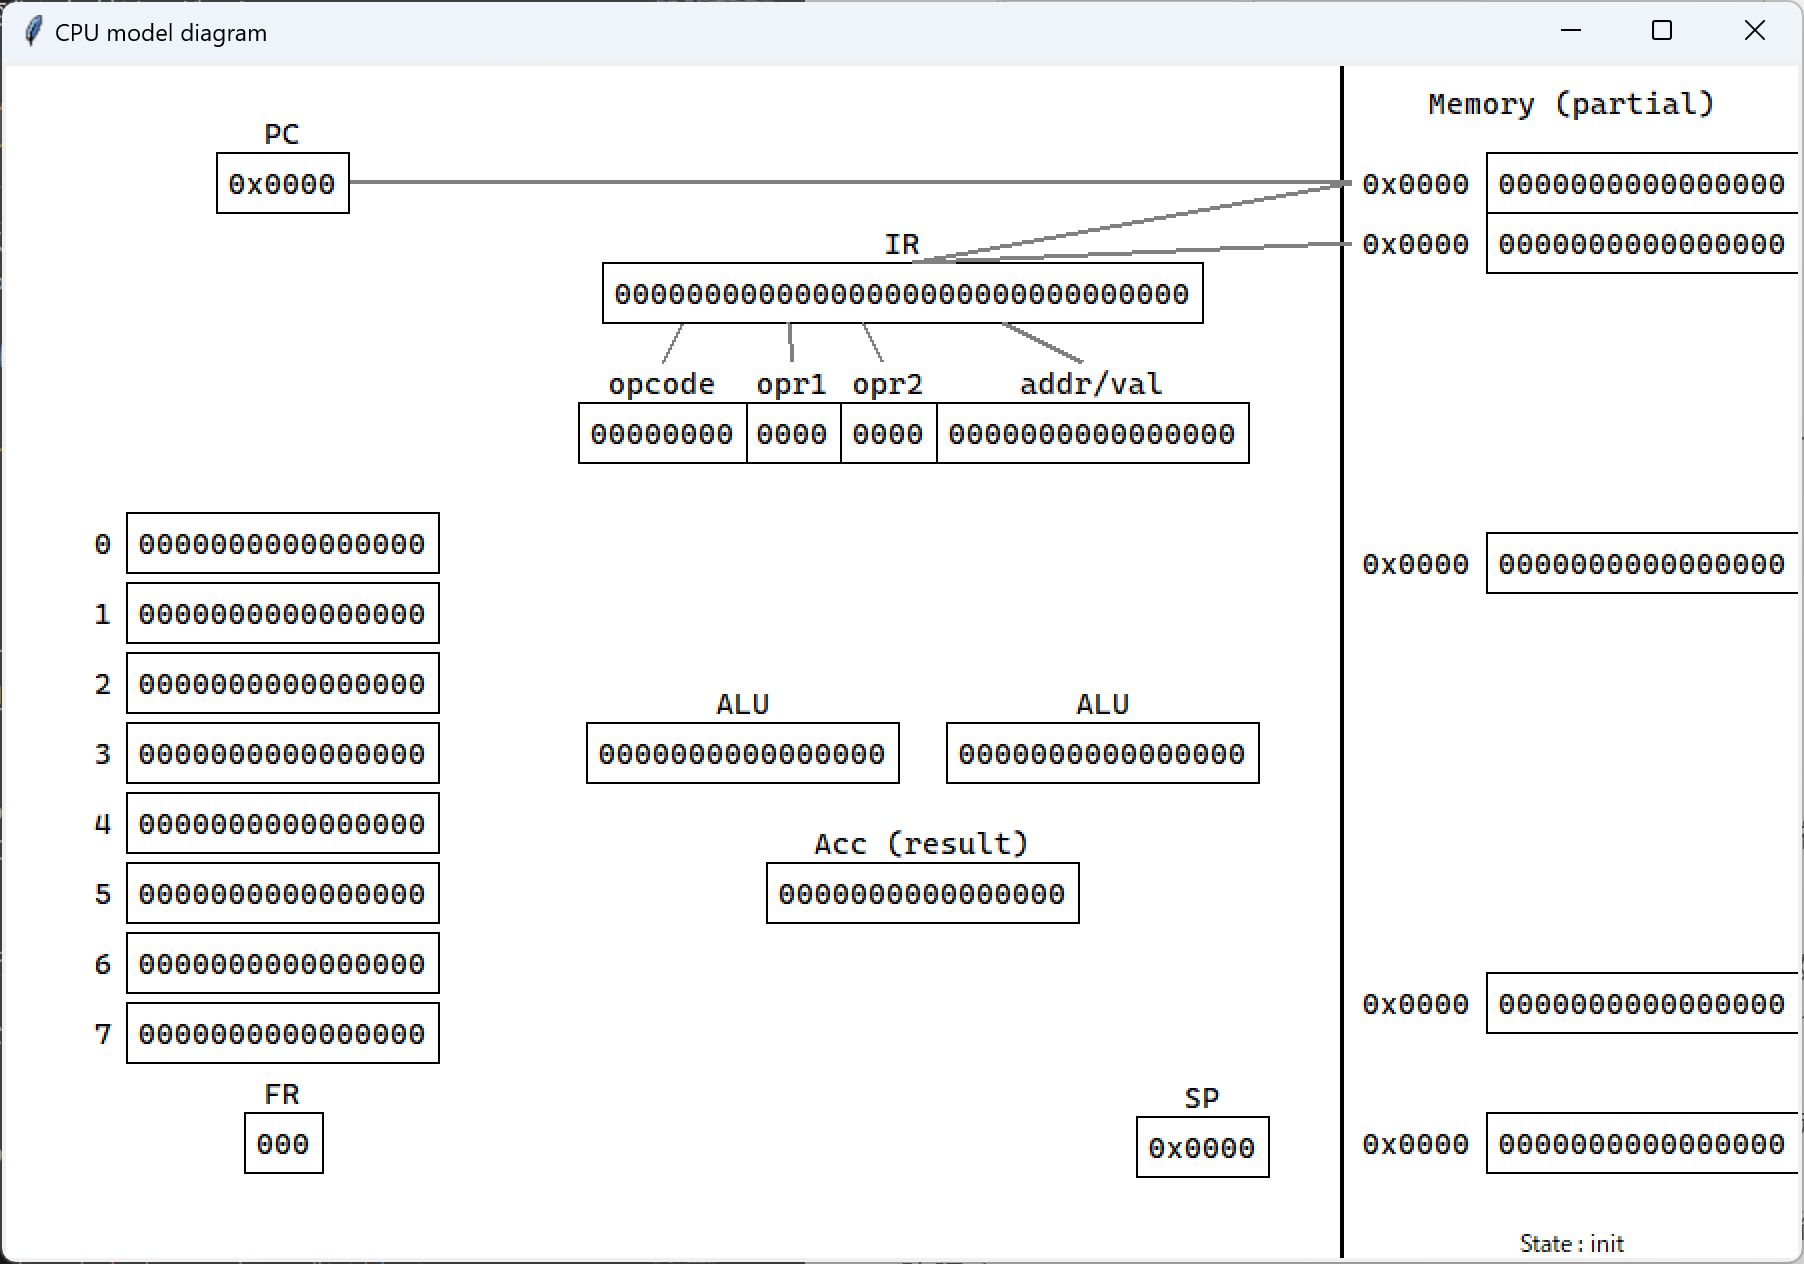 CPU model diagram
Memory (partial)
PC
0x0000
0x0000 0000000000000000
IR
0x0000 0000000000000000
00000000000000000000000000000000
opcode opr1 opr2 addr/val
00000000 0000 0000 0000000000000000
0 0000000000000000
0x0000 0000000000000000
1 0000000000000000
2 0000000000000000
ALU ALU
3 0000000000000000
0000000000000000 0000000000000000
4 0000000000000000
Acc (result)
5 0000000000000000
0000000000000000
6 0000000000000000
0x0000 0000000000000000
7 0000000000000000
FR
SP
000
0x0000
0x0000 0000000000000000
State : init